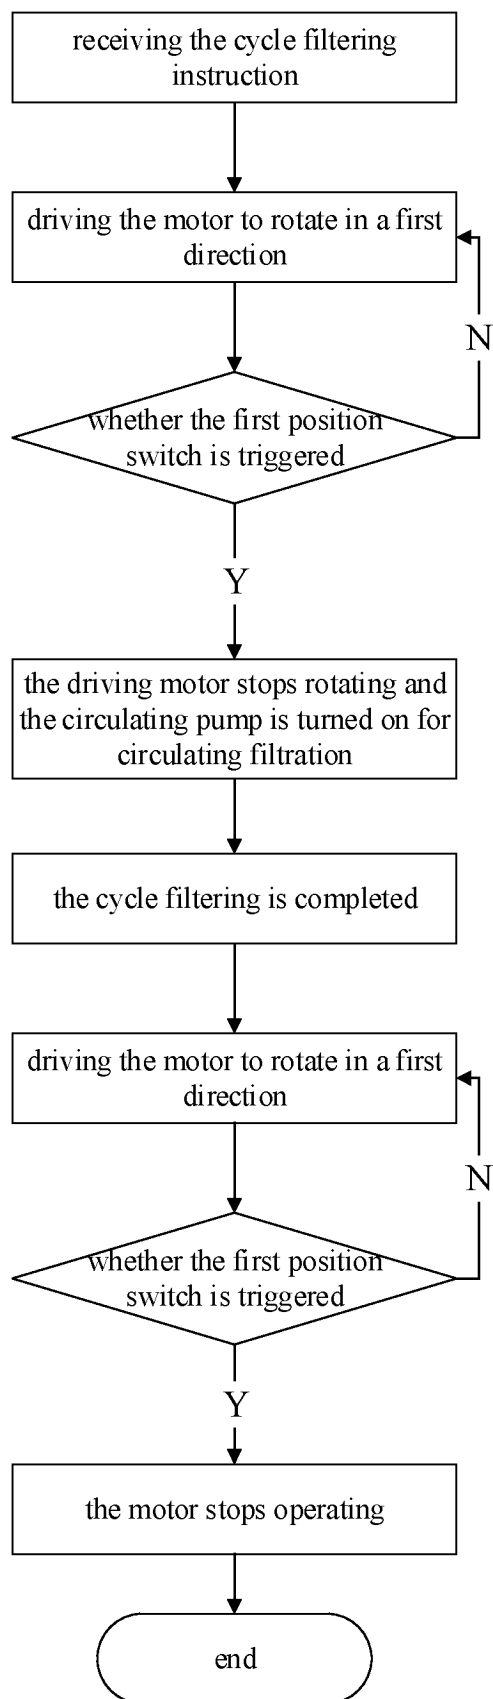 receiving the cycle filtering
instruction
driving the motor to rotate in a first
direction
N
whether the first position
switch is triggered
Y
the driving motor stops rotating and
the circulating pump is turned on for
circulating filtration
the cycle filtering is completed
driving the motor to rotate in a first
direction
N
whether the first position
switch is triggered
Y
the motor stops operating
end